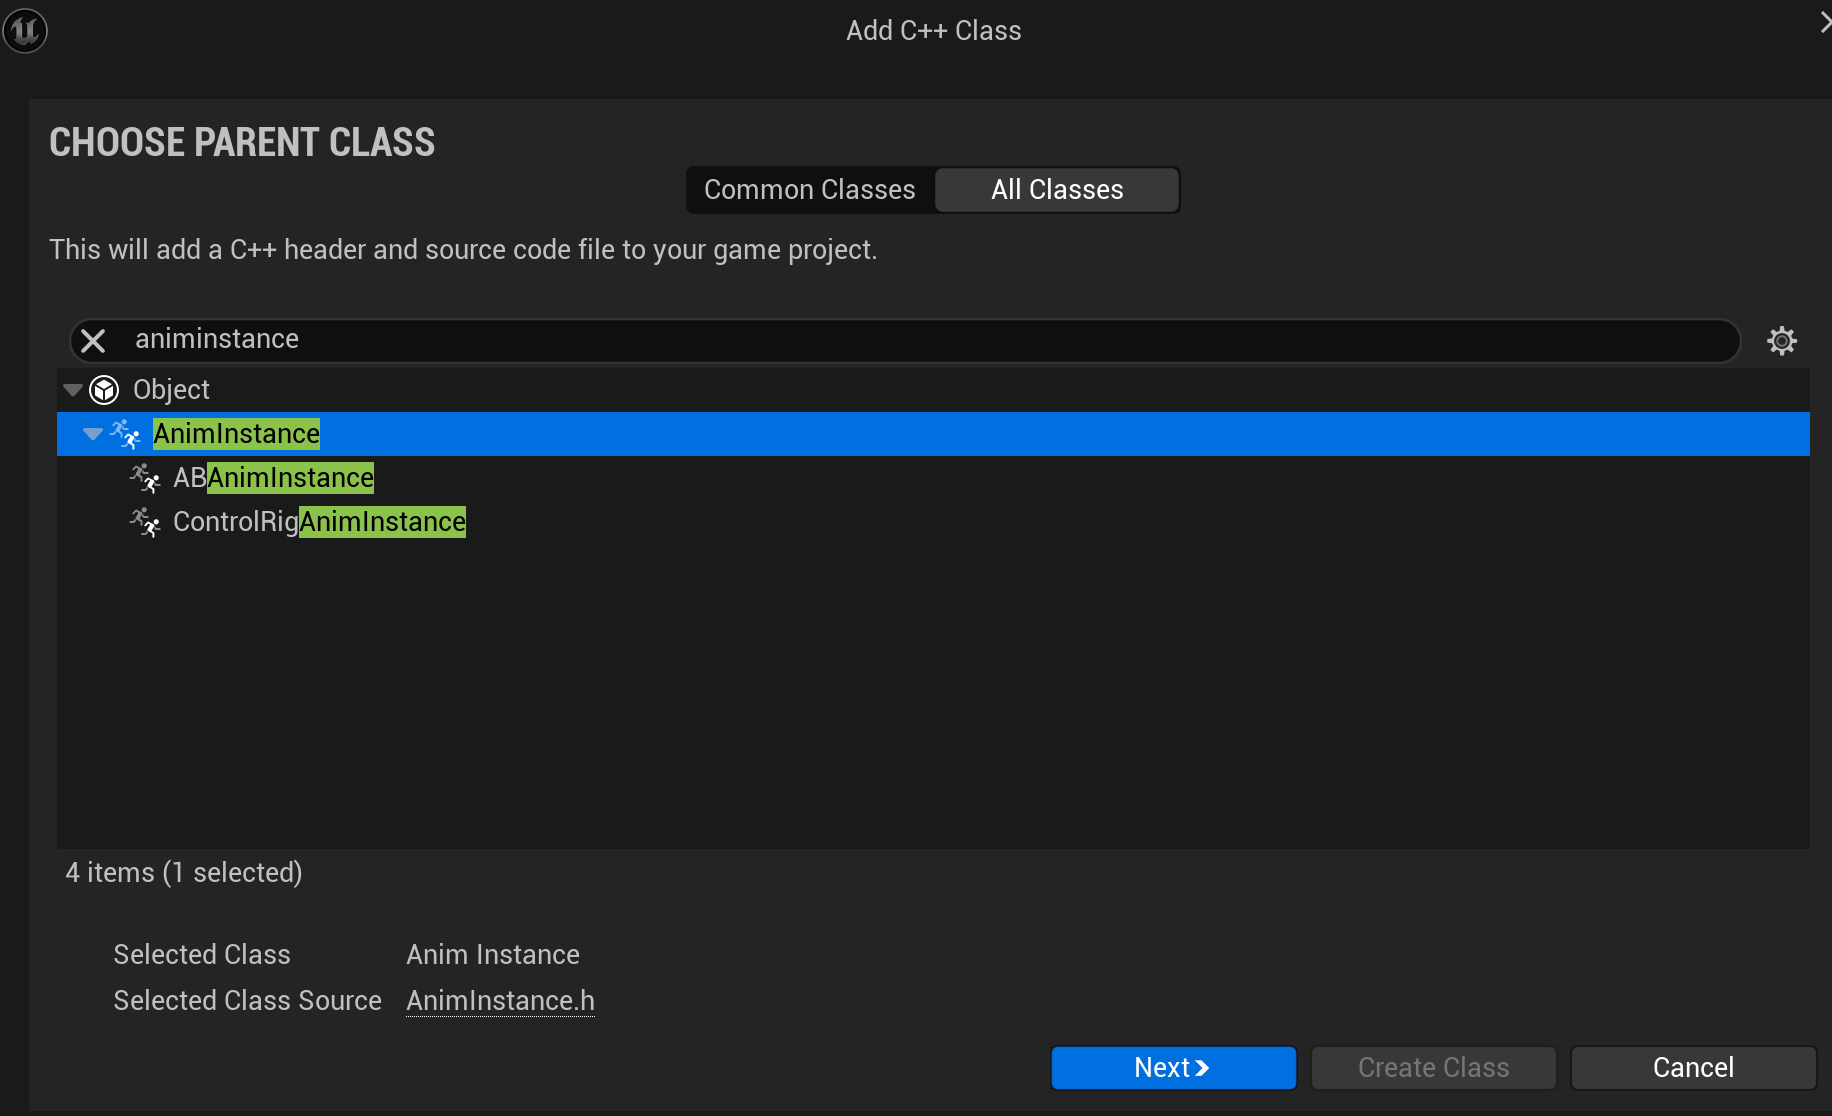 Add C++ Class
CHOOSE PARENT CLASS
Common Classes All Classes
This will add a C++ header and source code file to your game project.
animinstance
Object
AnimInstance
ABAnimInstance
ControlRigAnimInstance
4 items (1 selected)
Selected Class Anim Instance
Selected Class Source AnimInstance.h
Next Create Class Cancel